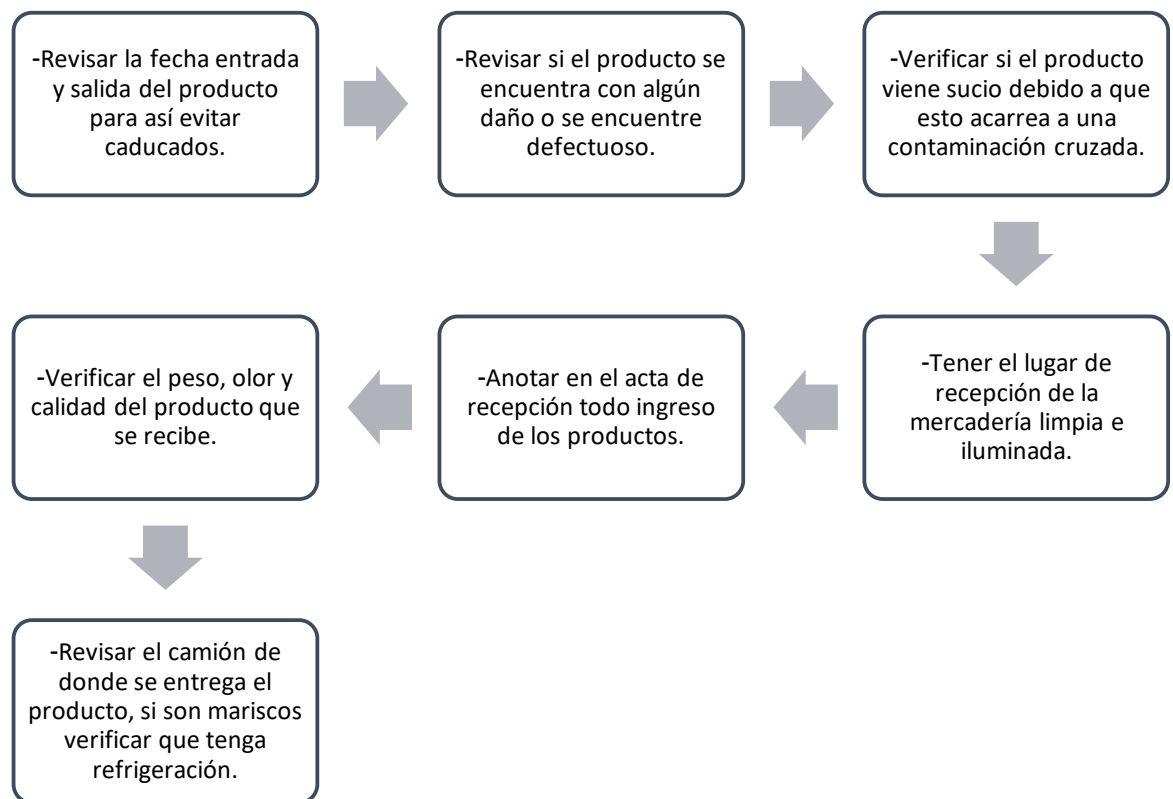 -Revisar la fecha entrada
y salida del producto
para así evitar
caducados.
-Revisar si el producto se
encuentra con algún
daño o se encuentre
defectuoso.
-Verificar si el producto
viene sucio debido a que
esto acarrea a una
contaminación cruzada.
-Tener el lugar de
recepción de la
mercadería limpia e
iluminada.
-Anotar en el acta de
recepción todo ingreso
de los productos.
-Verificar el peso, olor y
calidad del producto que
se recibe.
-Revisar el camión de
donde se entrega el
producto, si son mariscos
verificar que tenga
refrigeración.